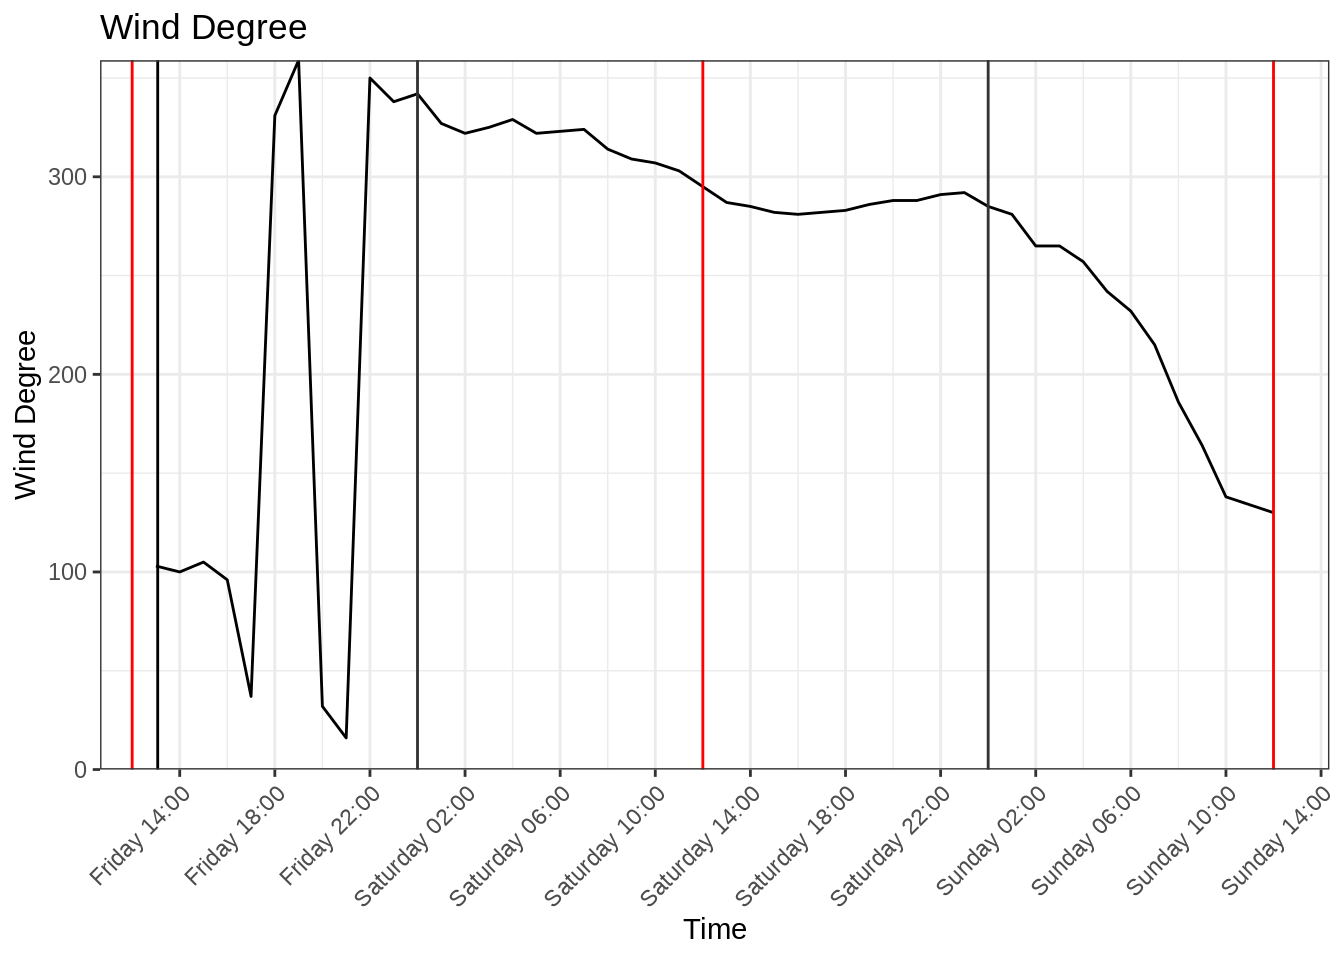 Wind Degree
Wind Degree
300
200
100
0
Friday 14:00
Friday 18:00
Friday 22:00
Saturday 02:00
Saturday 06:00
Saturday 10:00
Saturday 14:00
Saturday 18:00
Saturday 22:00
Sunday 02:00
Sunday 06:00
Sunday 10:00
Sunday 14:00
Time